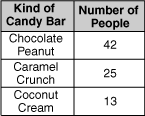 Kind of Number of
Candy Bar People
Chocolate
Peanut 42
Caramel
Crunch 25
Coconut
Cream 13